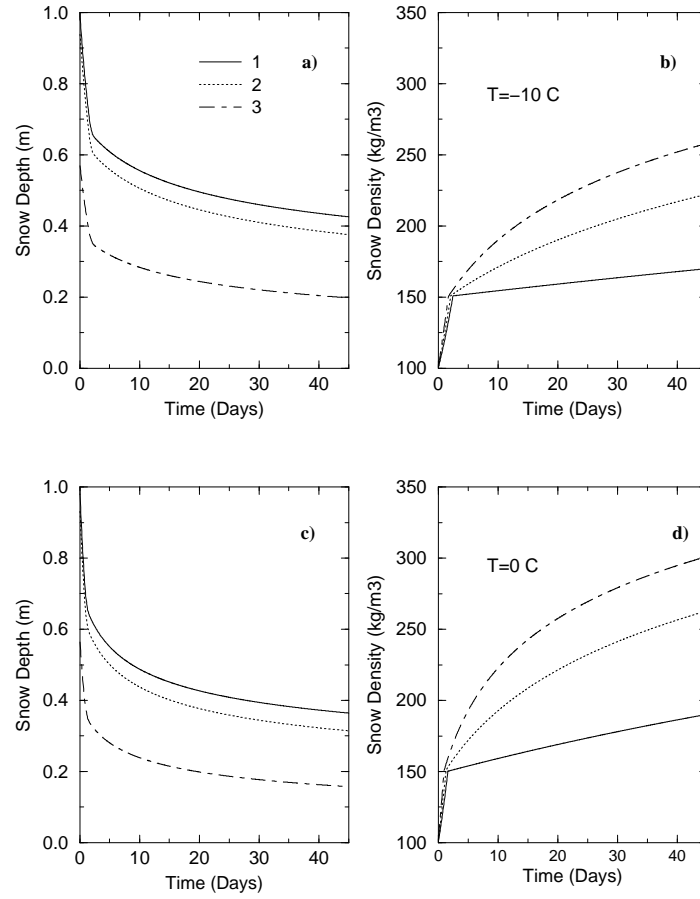 1.0
0.8
0.6
0.4
0.2
0.0
Snow Depth (m)
0 10 20 30 40
Time (Days)
1
2
3
a)
350
300
250
200
150
100
Snow Density (kg/m3)
0 10 20 30 40
Time (Days)
T=−10 C
b)
1.0
0.8
0.6
0.4
0.2
0.0
Snow Depth (m)
0 10 20 30 40
Time (Days)
c)
350
300
250
200
150
100
Snow Density (kg/m3)
0 10 20 30 40
Time (Days)
T=0 C
d)